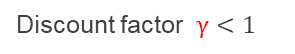 Discount factor γ < 1